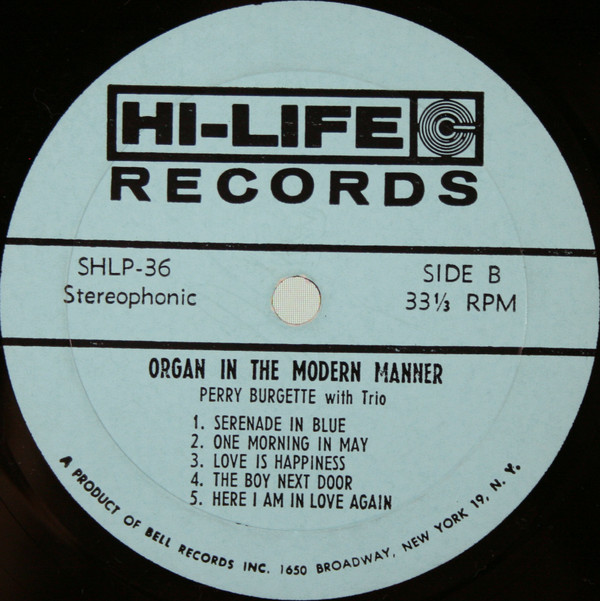 HI-LIFE
RECORDS
SHLP-36
Stereophonic
SIDE B
33⅓ RPM
ORGAN IN THE MODERN MANNER
PERRY BURGETTE with Trio
1. SERENADE IN BLUE
2. ONE MORNING IN MAY
3. LOVE IS HAPPINESS
4. THE BOY NEXT DOOR
5. HERE I AM IN LOVE AGAIN
A PRODUCT OF BELL RECORDS INC. 1650 BROADWAY, NEW YORK 19, N. Y.